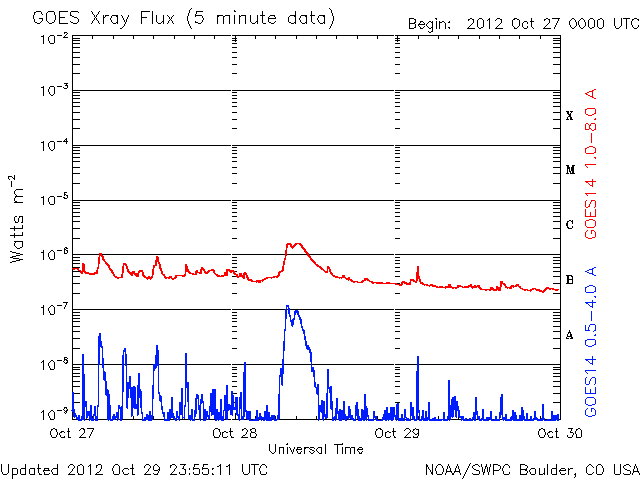 GOES Xray Flux (5 minute data)
Begin: 2012 Oct 27 0000 UTC
10⁻²
10⁻³
10⁻⁴
10⁻⁵
10⁻⁶
10⁻⁷
10⁻⁸
10⁻⁹
Watts m⁻²
X
M
C
B
A
GOES14 1.0-8.0 A
GOES14 0.5-4.0 A
Oct 27
Oct 28
Oct 29
Oct 30
Universal Time
Updated 2012 Oct 29 23:55:11 UTC
NOAA/SWPC Boulder, CO USA